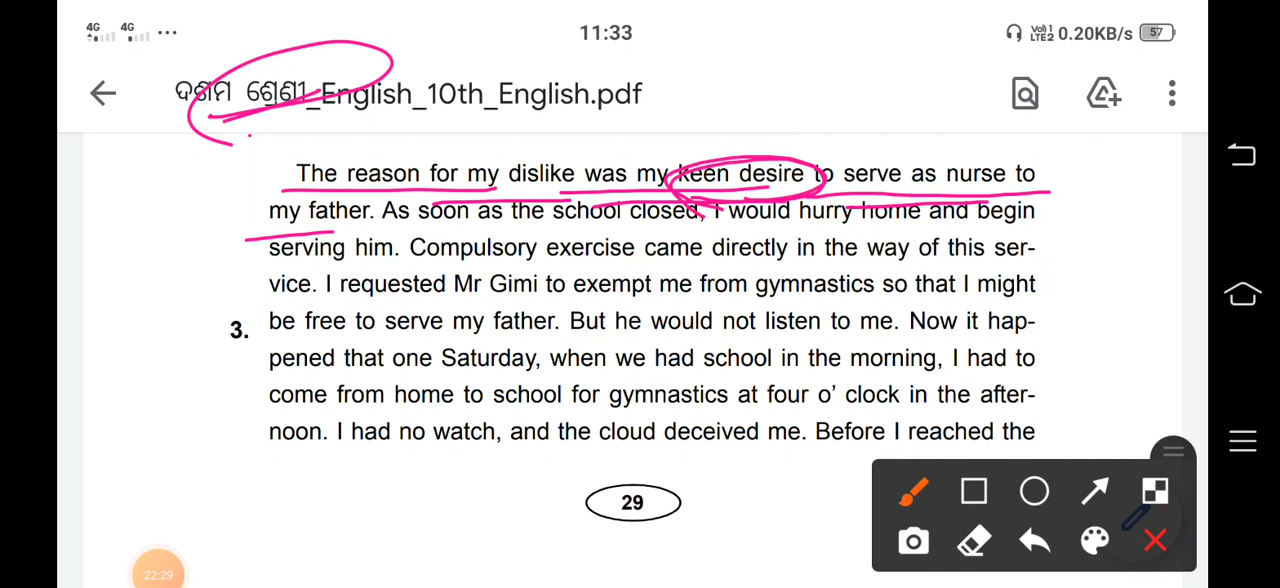 4G 4G 11:33 Vo)) 1 LTE2 0.20KB/s 57
ଦଶମ ଶ୍ରେଣୀ_English_10th_English.pdf
The reason for my dislike was my keen desire to serve as nurse to
my father. As soon as the school closed, I would hurry home and begin
serving him. Compulsory exercise came directly in the way of this ser-
vice. I requested Mr Gimi to exempt me from gymnastics so that I might
3. be free to serve my father. But he would not listen to me. Now it hap-
pened that one Saturday, when we had school in the morning, I had to
come from home to school for gymnastics at four o' clock in the after-
noon. I had no watch, and the cloud deceived me. Before I reached the
29
22:29